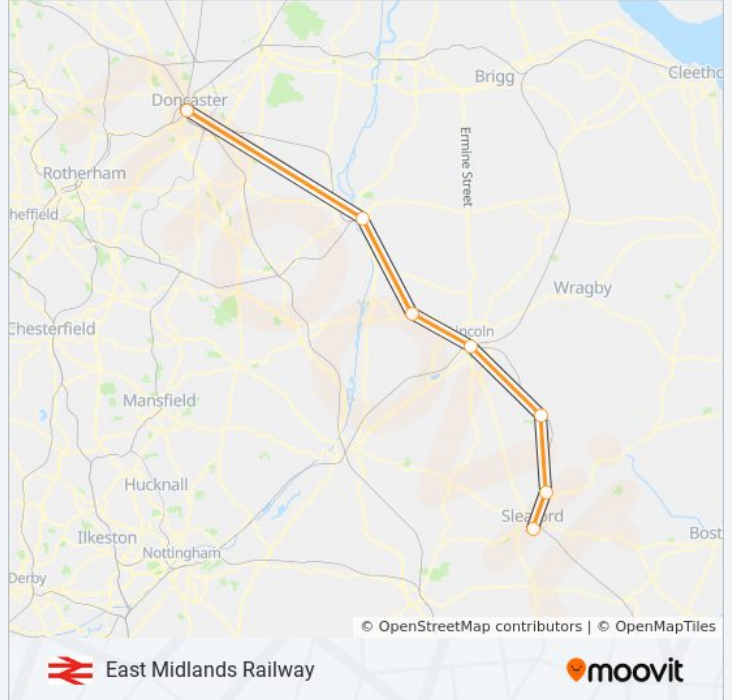 Brigg
Cleetho
Doncaster
Ermine Street
Rotherham
heffield
Wragby
Chesterfield
incoln
Mansfield
Hucknall
Sleaford
Ilkeston
Bost
Nottingham
Derby
© OpenStreetMap contributors | © OpenMapTiles
East Midlands Railway
moovit